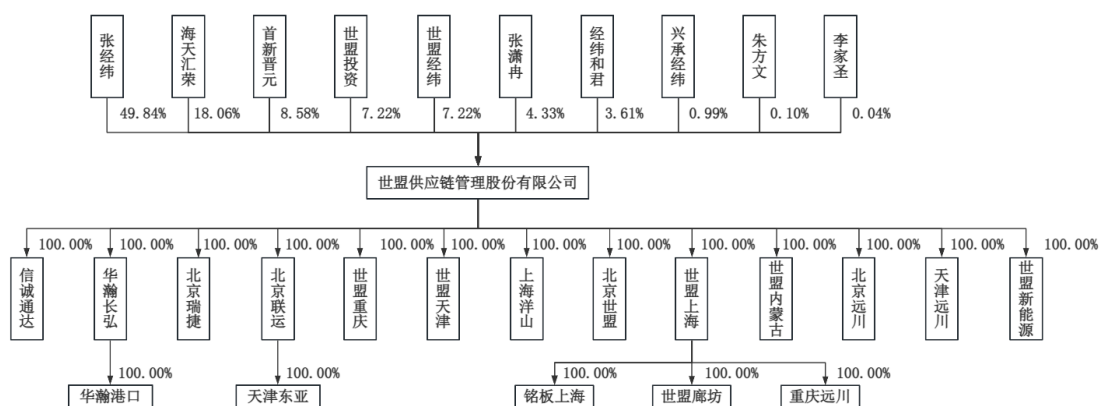 张经纬
海天汇荣
首新晋元
世盟投资
世盟经纬
张潇冉
经纬和君
兴承经纬
朱方文
李家圣
49.84%
18.06%
8.58%
7.22%
7.22%
4.33%
3.61%
0.99%
0.10%
0.04%
世盟供应链管理股份有限公司
100.00%
100.00%
100.00%
100.00%
100.00%
100.00%
100.00%
100.00%
100.00%
100.00%
100.00%
100.00%
100.00%
信诚通达
华瀚长弘
北京瑞捷
北京联运
世盟重庆
世盟天津
上海洋山
北京世盟
世盟上海
世盟内蒙古
北京远川
天津远川
世盟新能源
100.00%
100.00%
100.00%
100.00%
100.00%
华瀚港口
天津东亚
铭板上海
世盟廊坊
重庆远川